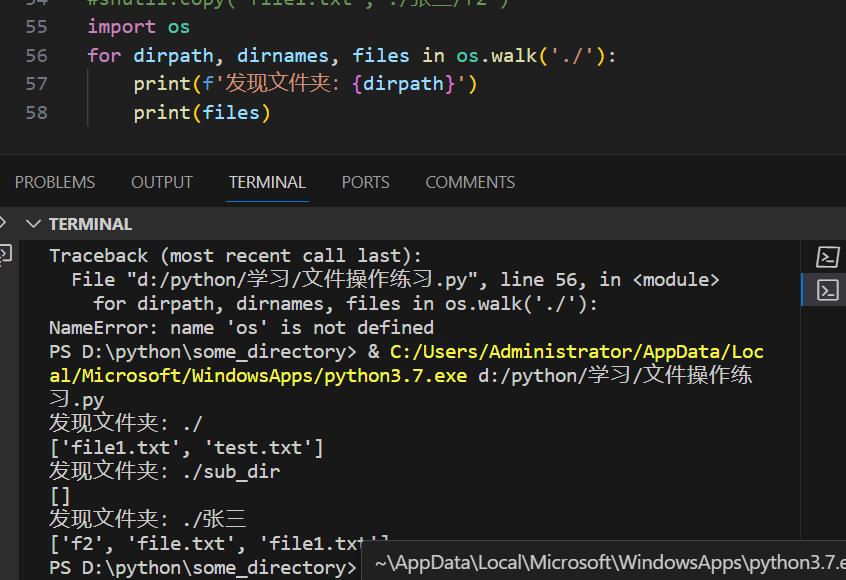 54 #shutil.copy('file1.txt','./张三/f2')
55 import os
56 for dirpath, dirnames, files in os.walk('./'):
57 print(f'发现文件夹: {dirpath}')
58 print(files)
PROBLEMS OUTPUT TERMINAL PORTS COMMENTS
TERMINAL
Traceback (most recent call last):
File "d:/python/学习/文件操作练习.py", line 56, in <module>
for dirpath, dirnames, files in os.walk('./'):
NameError: name 'os' is not defined
PS D:\python\some_directory> & C:/Users/Administrator/AppData/Loc
al/Microsoft/WindowsApps/python3.7.exe d:/python/学习/文件操作练
习.py
发现文件夹: ./
['file1.txt', 'test.txt']
发现文件夹: ./sub_dir
[]
发现文件夹: ./张三
['f2', 'file.txt', 'file1.txt']
PS D:\python\some_directory>
~\AppData\Local\Microsoft\WindowsApps\python3.7.e